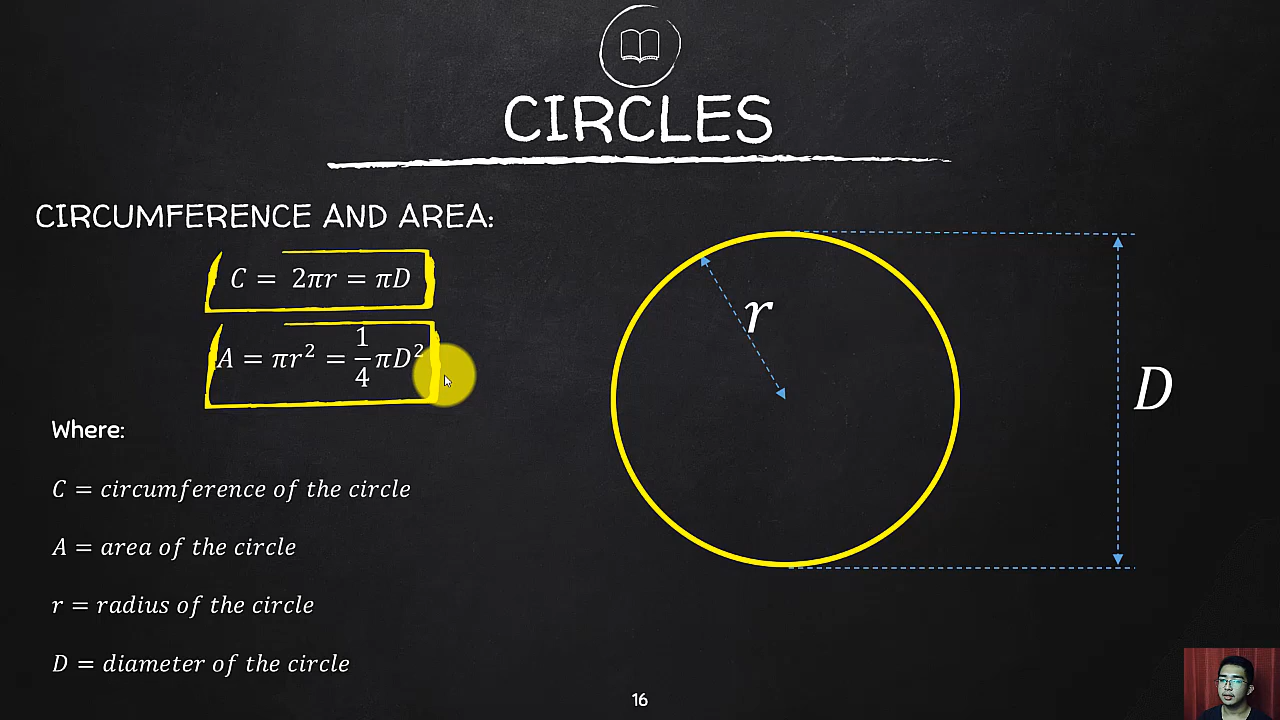 CIRCLES
CIRCUMFERENCE AND AREA:
C = 2πr = πD
A = πr² = 1/4 πD²
r
D
Where:
C = circumference of the circle
A = area of the circle
r = radius of the circle
D = diameter of the circle
16